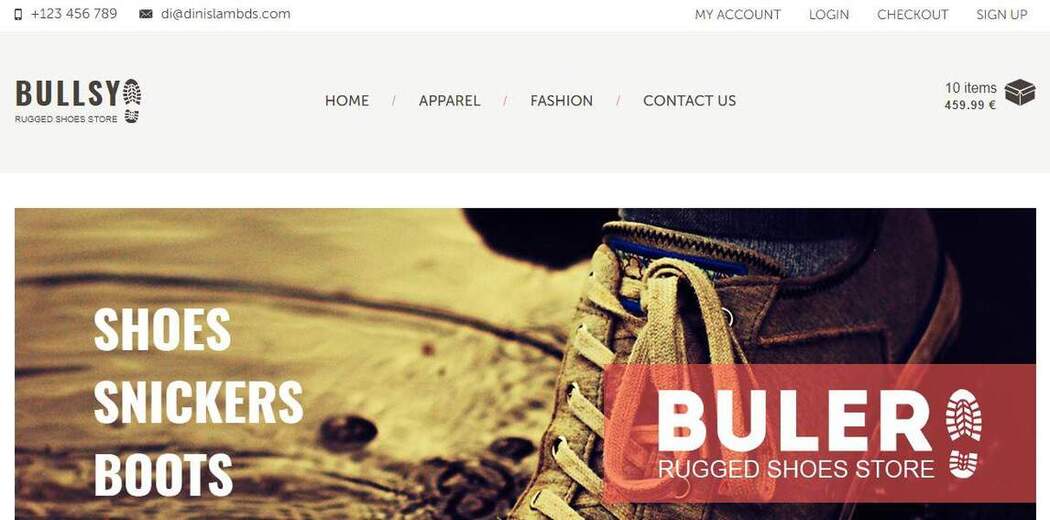 +123 456 789 di@dinislambds.com MY ACCOUNT LOGIN CHECKOUT SIGN UP
BULLSY
RUGGED SHOES STORE
HOME / APPAREL / FASHION / CONTACT US
10 items
459.99 €
SHOES
SNICKERS
BOOTS
BULER
RUGGED SHOES STORE